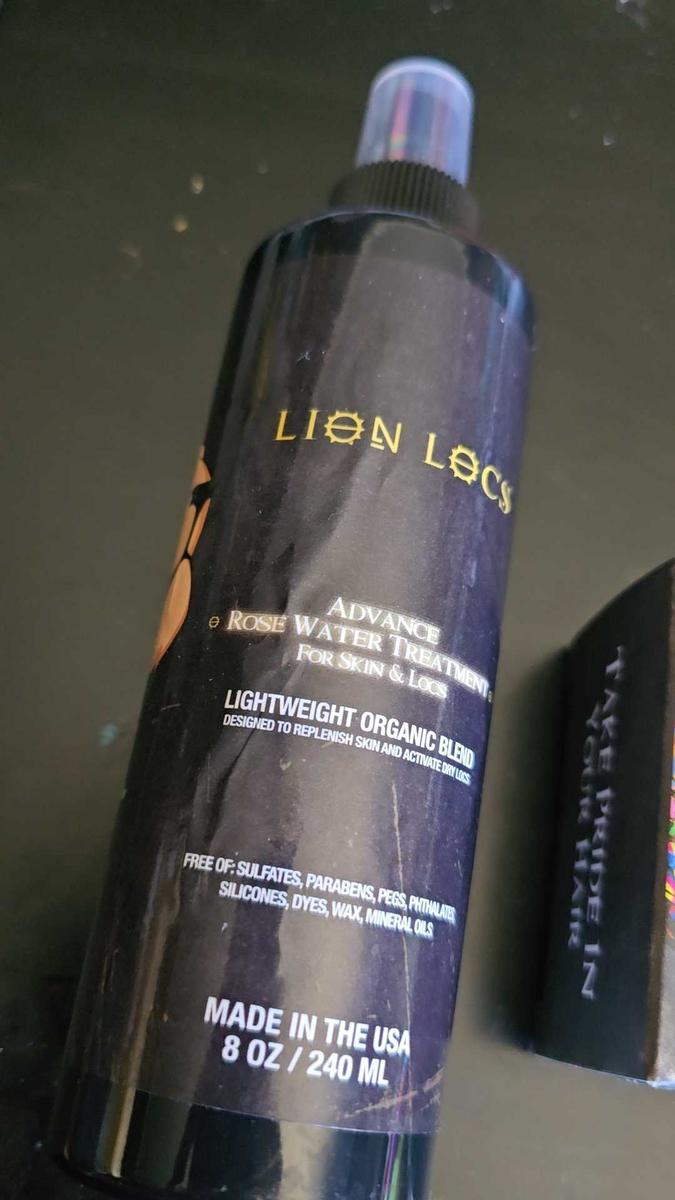 LION LOCS
ADVANCE
ROSE WATER TREATMENT
FOR SKIN & LOCS
LIGHTWEIGHT ORGANIC BLEND
DESIGNED TO REPLENISH SKIN AND ACTIVATE DRY LOCS
FREE OF: SULFATES, PARABENS, PEGS, PHTHALATES,
SILICONES, DYES, WAX, MINERAL OILS
MADE IN THE USA
8 OZ / 240 ML
TAKE PRIDE IN
YOUR HAIR